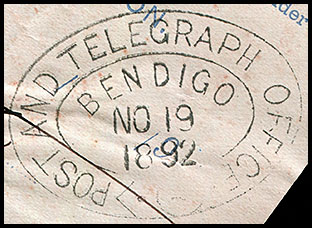 POST AND TELEGRAPH OFFICE
BENDIGO
NO 19
1892